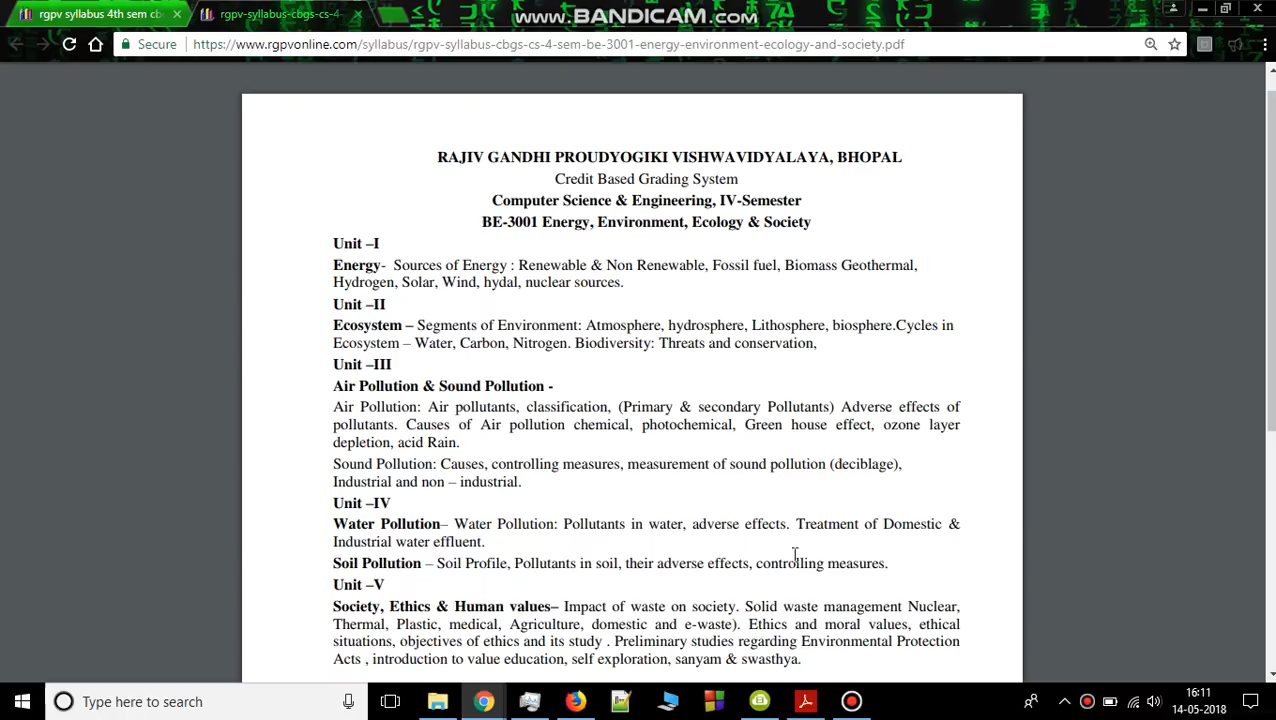 rgpv syllabus 4th sem cb
rgpv-syllabus-cbgs-cs-4
www.BANDICAM.com
Secure
https://www.rgpvonline.com/syllabus/rgpv-syllabus-cbgs-cs-4-sem-be-3001-energy-environment-ecology-and-society.pdf
RAJIV GANDHI PROUDYOGIKI VISHWAVIDYALAYA, BHOPAL
Credit Based Grading System
Computer Science & Engineering, IV-Semester
BE-3001 Energy, Environment, Ecology & Society
Unit –I
Energy- Sources of Energy : Renewable & Non Renewable, Fossil fuel, Biomass Geothermal,
Hydrogen, Solar, Wind, hydal, nuclear sources.
Unit –II
Ecosystem – Segments of Environment: Atmosphere, hydrosphere, Lithosphere, biosphere.Cycles in
Ecosystem – Water, Carbon, Nitrogen. Biodiversity: Threats and conservation,
Unit –III
Air Pollution & Sound Pollution -
Air Pollution: Air pollutants, classification, (Primary & secondary Pollutants) Adverse effects of
pollutants. Causes of Air pollution chemical, photochemical, Green house effect, ozone layer
depletion, acid Rain.
Sound Pollution: Causes, controlling measures, measurement of sound pollution (deciblage),
Industrial and non – industrial.
Unit –IV
Water Pollution– Water Pollution: Pollutants in water, adverse effects. Treatment of Domestic &
Industrial water effluent.
Soil Pollution – Soil Profile, Pollutants in soil, their adverse effects, controlling measures.
Unit –V
Society, Ethics & Human values– Impact of waste on society. Solid waste management Nuclear,
Thermal, Plastic, medical, Agriculture, domestic and e-waste). Ethics and moral values, ethical
situations, objectives of ethics and its study . Preliminary studies regarding Environmental Protection
Acts , introduction to value education, self exploration, sanyam & swasthya.
Type here to search
16:11
14-05-2018